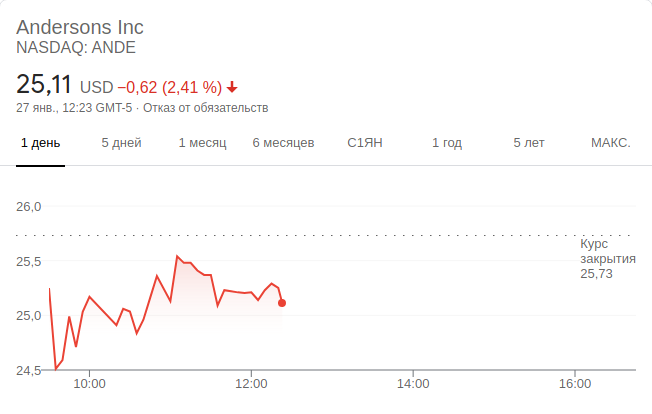 Andersons Inc
NASDAQ: ANDE
25,11 USD −0,62 (2,41 %)
27 янв., 12:23 GMT-5 · Отказ от обязательств
1 день 5 дней 1 месяц 6 месяцев С1ЯН 1 год 5 лет МАКС.
26,0
Курс
закрытия
25,73
25,5
25,0
24,5
10:00 12:00 14:00 16:00